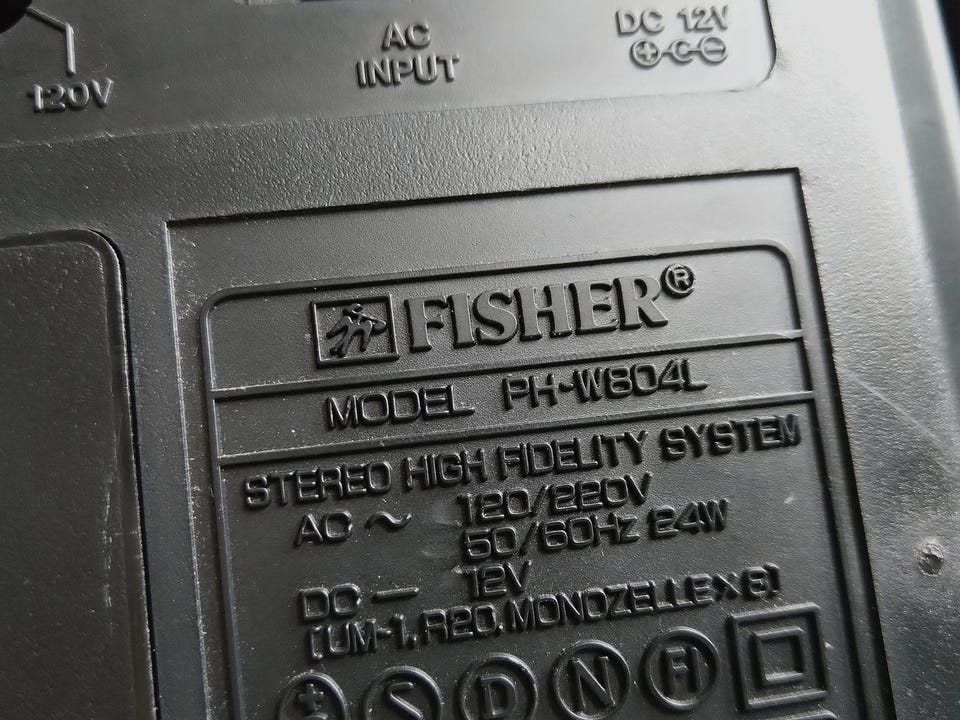 120V
AC
INPUT
DC 12V
FISHER®
MODEL PH-W804L
STEREO HIGH FIDELITY SYSTEM
AC ~ 120/220V
50/60Hz 24W
DC — 12V
(UM-1, R20, MONOZELLE×8)
+ S D N FI